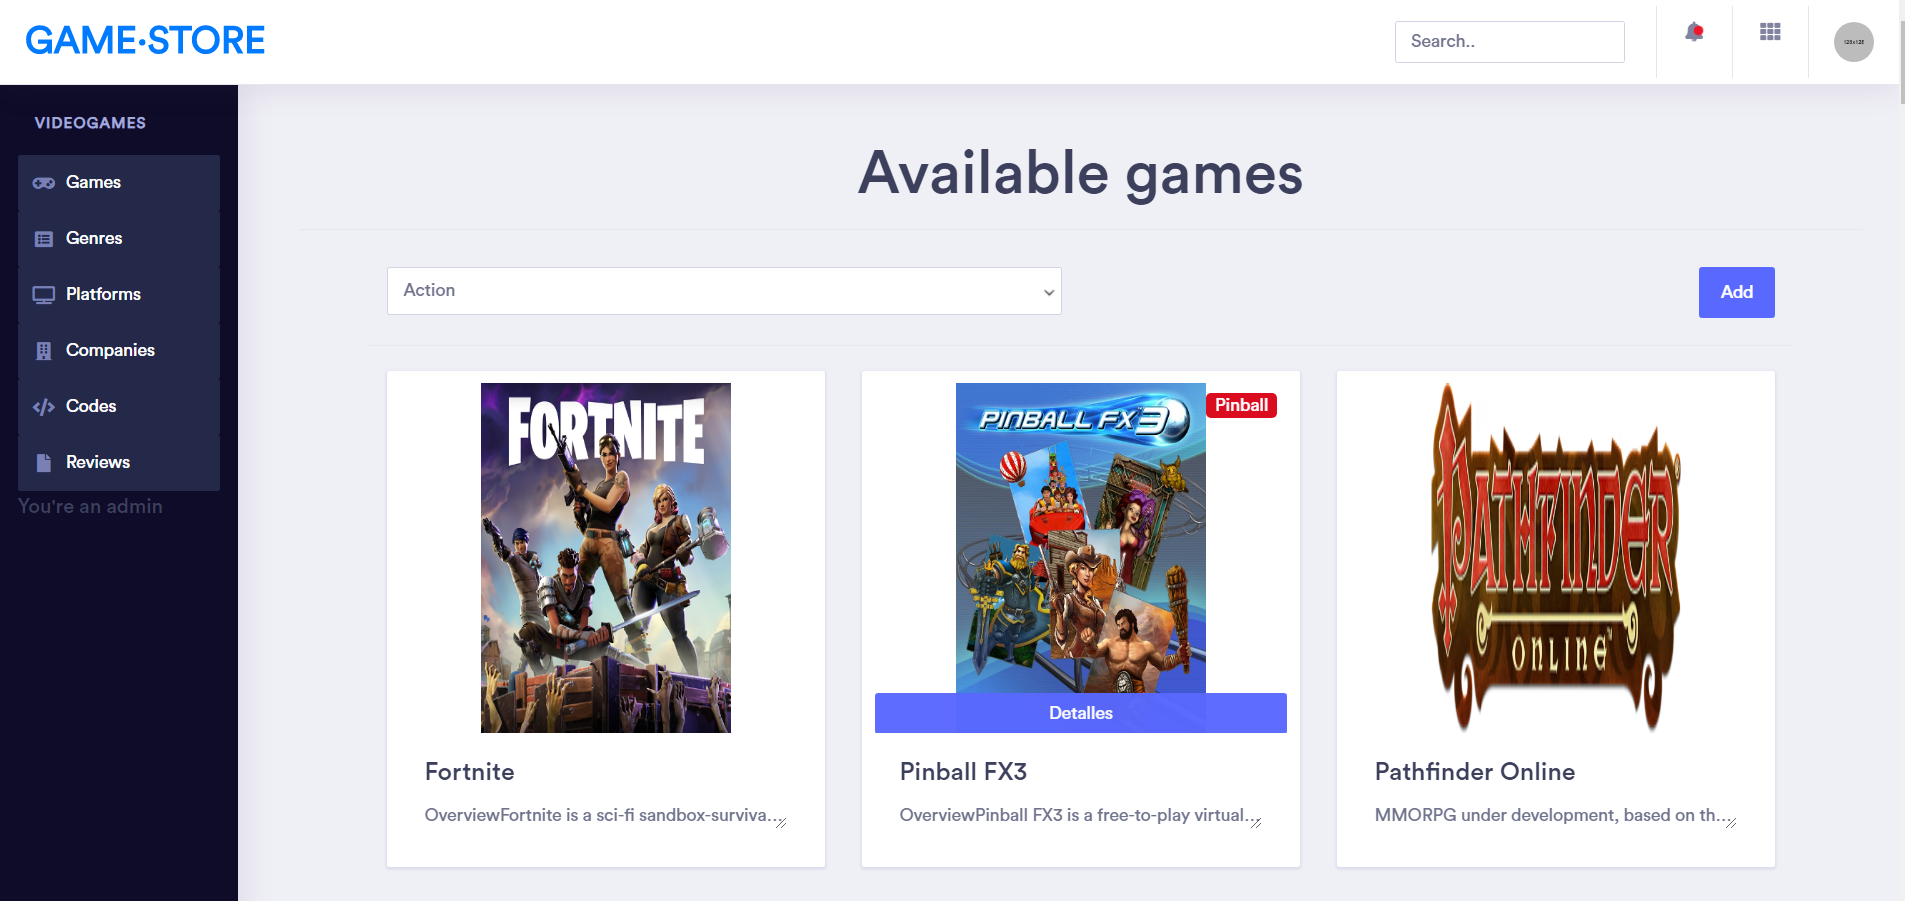 GAME·STORE
Search..
128x128
VIDEOGAMES
Games
Genres
Platforms
Companies
Codes
Reviews
You're an admin
Available games
Action
Add
FORTNITE
PINBALL FX3
Pinball
PATHFINDER
ONLINE
Detalles
Fortnite
Pinball FX3
Pathfinder Online
OverviewFortnite is a sci-fi sandbox-surviva...
OverviewPinball FX3 is a free-to-play virtual...
MMORPG under development, based on th...